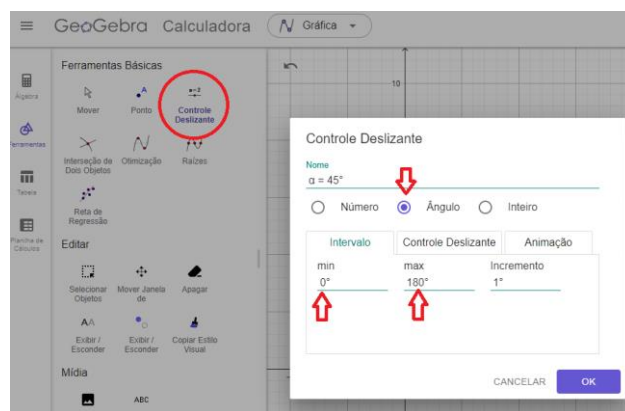 GeoGebra Calculadora
Gráfica
Álgebra
Ferramentas
Tabela
Planilha de
Cálculos
Ferramentas Básicas
Mover
Ponto
Controle
Deslizante
Interseção de
Dois Objetos
Otimização
Raízes
Reta de
Regressão
Editar
Selecionar
Objetos
Mover Janela
de
Apagar
Exibir /
Esconder
Exibir /
Esconder
Copiar Estilo
Visual
Mídia
ABC
10
Controle Deslizante
Nome
α = 45°
Número
Ângulo
Inteiro
Intervalo
Controle Deslizante
Animação
min
max
Incremento
0°
180°
1°
CANCELAR
OK